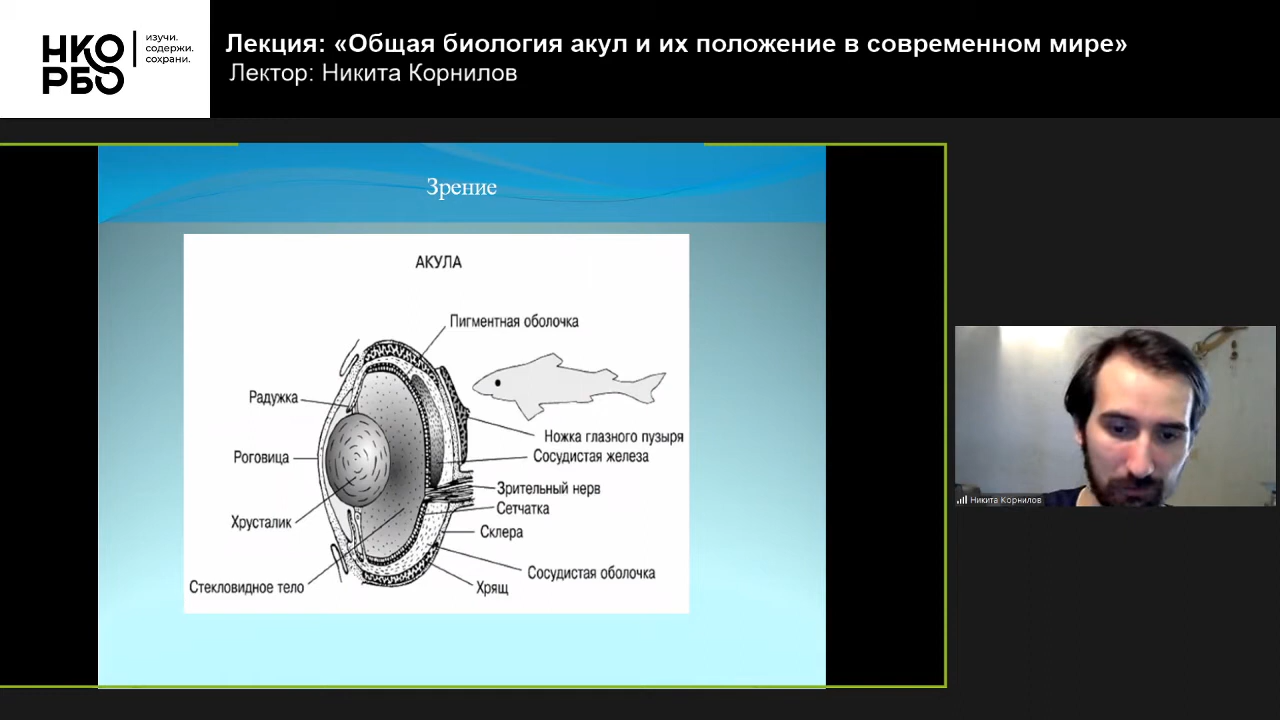 НКО
РБО
изучи.
содержи.
сохрани.
Лекция: «Общая биология акул и их положение в современном мире»
Лектор: Никита Корнилов
Зрение
АКУЛА
Пигментная оболочка
Радужка
Ножка глазного пузыря
Роговица
Сосудистая железа
Зрительный нерв
Сетчатка
Хрусталик
Склера
Сосудистая оболочка
Стекловидное тело
Хрящ
Никита Корнилов